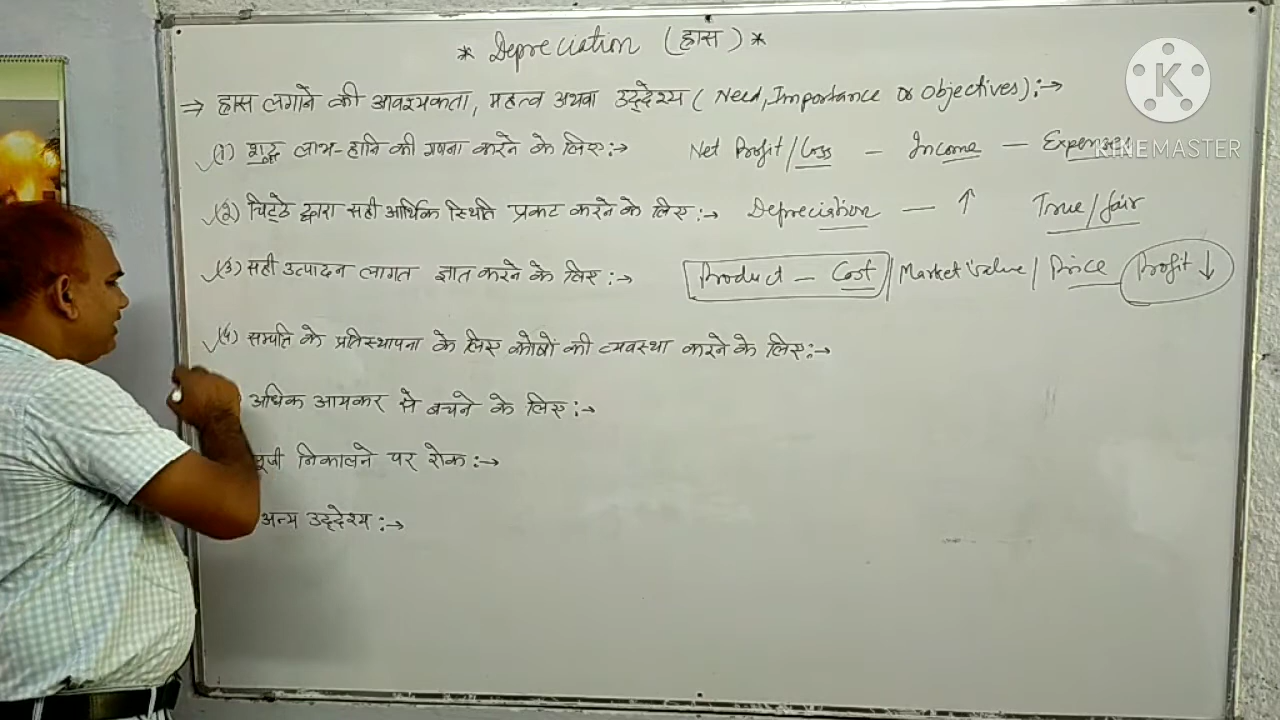 * Depreciation (ह्रास) *
⇒ ह्रास लगाने की आवश्यकता, महत्व अथवा उद्देश्य (Need, Importance or Objectives):→
(1) शुद्ध लाभ-हानि की गणना करने के लिए:→ Net Profit/Loss – Income – Expenses
(2) चिट्ठे द्वारा सही आर्थिक स्थिति प्रकट करने के लिए:→ Depreciation — ↑ True/fair
(3) सही उत्पादन लागत ज्ञात करने के लिए:→ Product – Cost / Market value / Price Profit ↓
(4) सम्पत्ति के प्रतिस्थापना के लिए कोषों की व्यवस्था करने के लिए:→
अधिक आयकर से बचने के लिए:→
पूंजी निकालने पर रोक:→
अन्य उद्देश्य:→
K
KINEMASTER